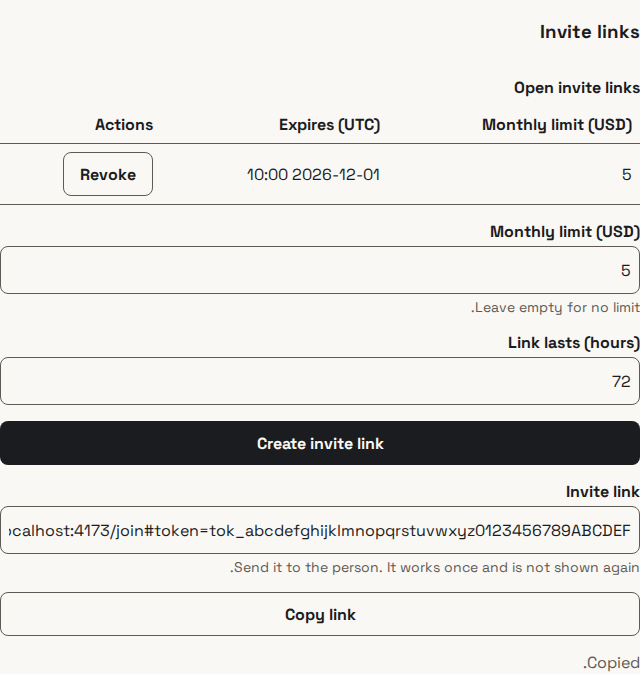 Invite links
Open invite links
Monthly limit (USD) Expires (UTC) Actions
5 10:00 2026-12-01 Revoke
Monthly limit (USD)
5
.Leave empty for no limit
Link lasts (hours)
72
Create invite link
Invite link
calhost:4173/join#token=tok_abcdefghijklmnopqrstuvwxyz0123456789ABCDEF
.Send it to the person. It works once and is not shown again
Copy link
.Copied